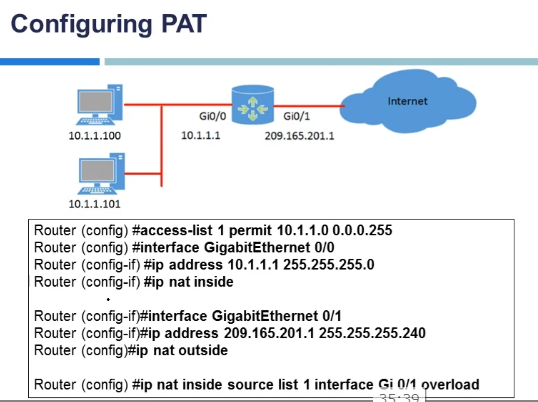 Configuring PAT
Internet
Gi0/0
Gi0/1
10.1.1.100
10.1.1.1
209.165.201.1
10.1.1.101
Router (config) #access-list 1 permit 10.1.1.0 0.0.0.255
Router (config) #interface GigabitEthernet 0/0
Router (config-if) #ip address 10.1.1.1 255.255.255.0
Router (config-if) #ip nat inside
Router (config-if)#interface GigabitEthernet 0/1
Router (config-if)#ip address 209.165.201.1 255.255.255.240
Router (config)#ip nat outside
Router (config) #ip nat inside source list 1 interface Gi 0/1 overload
35:39